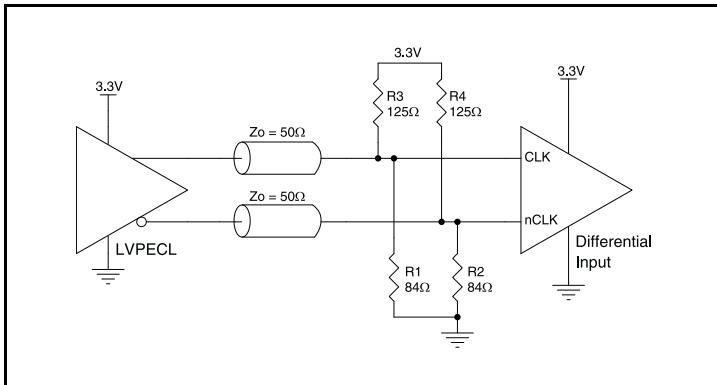 3.3V
3.3V
3.3V
R3
125Ω
R4
125Ω
Zo = 50Ω
CLK
Zo = 50Ω
nCLK
LVPECL
Differential
Input
R1
84Ω
R2
84Ω